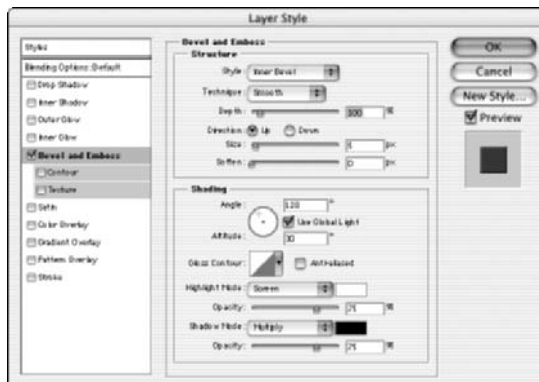 Layer Style
Styles
Blending Options: Default
Drop Shadow
Inner Shadow
Outer Glow
Inner Glow
Bevel and Emboss
Contour
Texture
Satin
Color Overlay
Gradient Overlay
Pattern Overlay
Stroke
Bevel and Emboss
Structure
Style: Inner Bevel
Technique: Smooth
Depth: 100 %
Direction: Up Down
Size: 5 px
Soften: 0 px
Shading
Angle: 120 °
Use Global Light
Altitude: 30 °
Gloss Contour: Anti-aliased
Highlight Mode: Screen
Opacity: 75 %
Shadow Mode: Multiply
Opacity: 75 %
OK
Cancel
New Style...
Preview